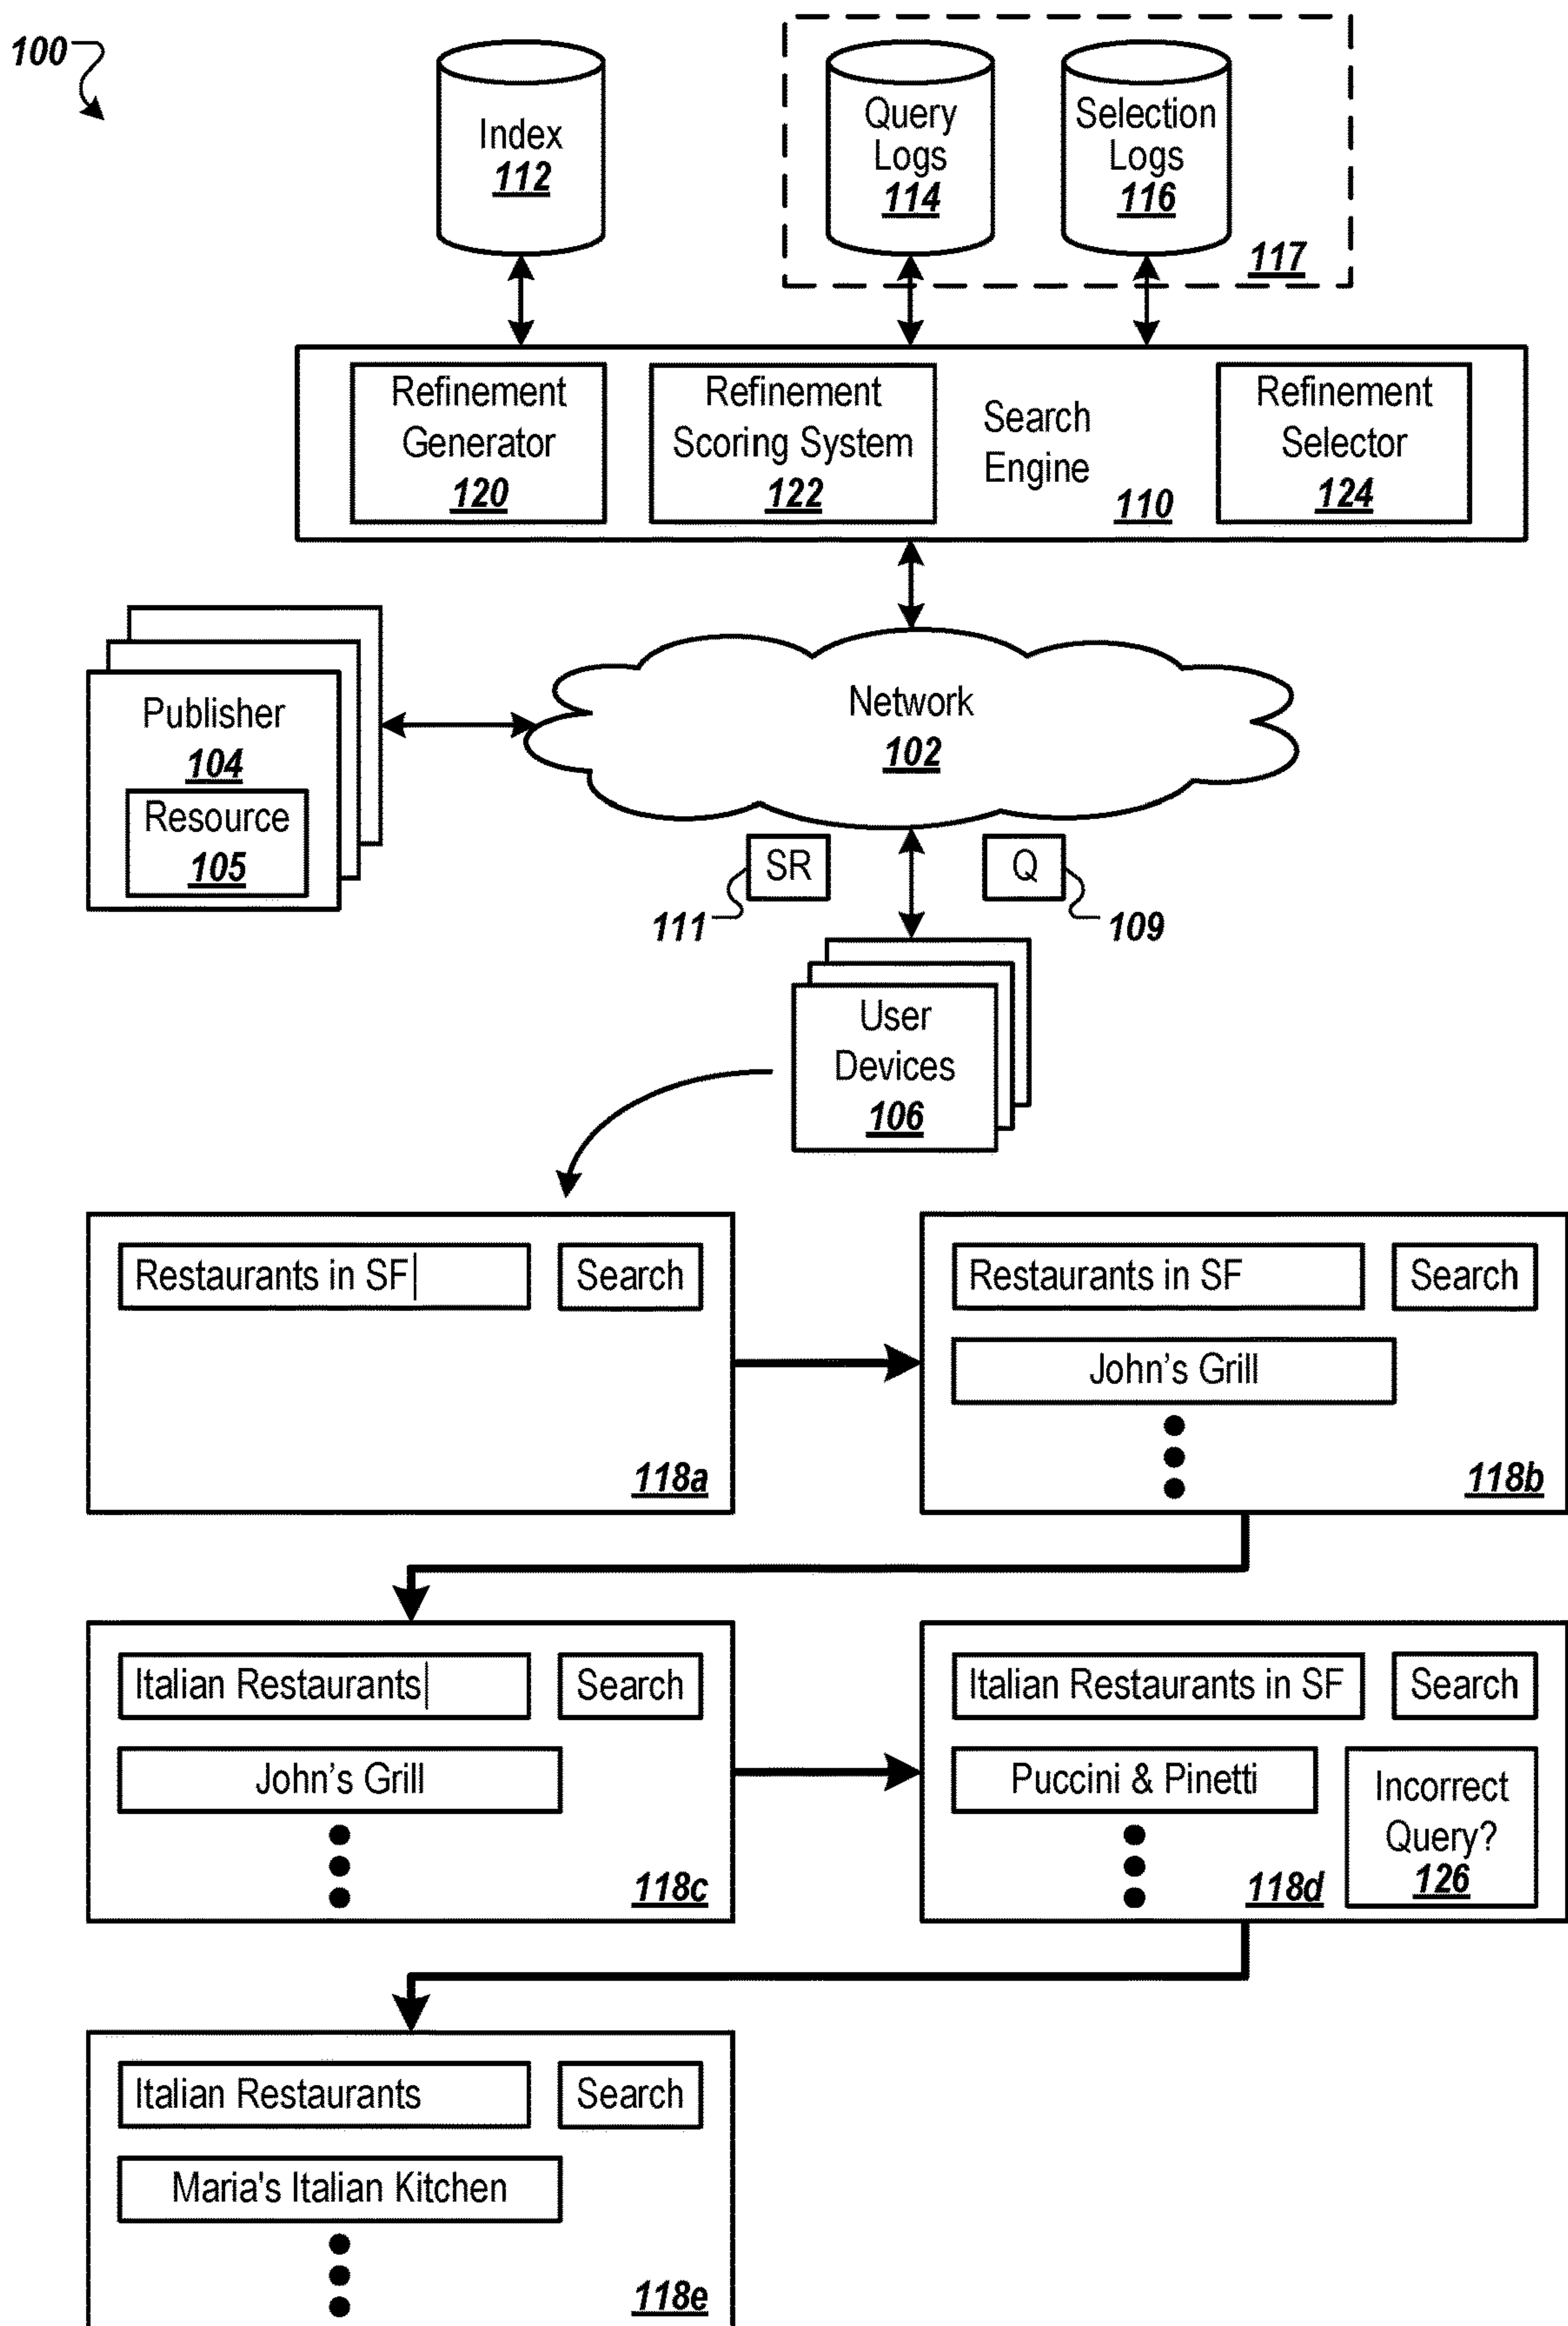 100
Index
112
Query
Logs
114
Selection
Logs
116
117
Refinement
Generator
120
Refinement
Scoring System
122
Search
Engine
110
Refinement
Selector
124
Publisher
104
Resource
105
Network
102
SR
111
Q
109
User
Devices
106
Restaurants in SF
Search
118a
Restaurants in SF
Search
John's Grill
118b
Italian Restaurants
Search
John's Grill
118c
Italian Restaurants in SF
Search
Puccini & Pinetti
Incorrect
Query?
126
118d
Italian Restaurants
Search
Maria's Italian Kitchen
118e